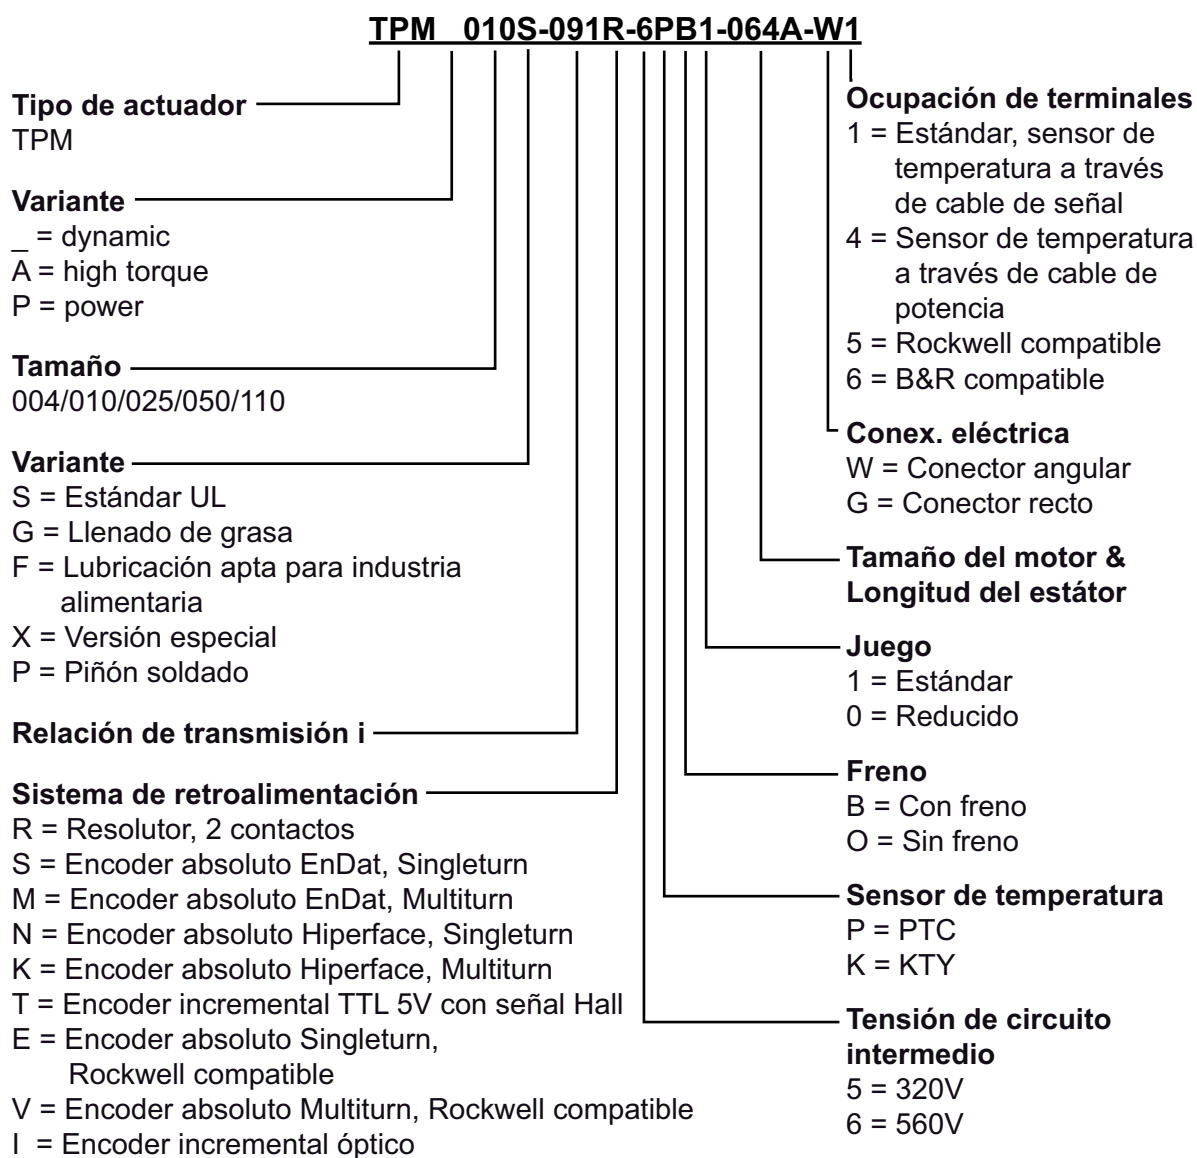 TPM 010S-091R-6PB1-064A-W1
Tipo de actuador
TPM
Variante
_ = dynamic
A = high torque
P = power
Tamaño
004/010/025/050/110
Variante
S = Estándar UL
G = Llenado de grasa
F = Lubricación apta para industria
alimentaria
X = Versión especial
P = Piñón soldado
Relación de transmisión i
Sistema de retroalimentación
R = Resolutor, 2 contactos
S = Encoder absoluto EnDat, Singleturn
M = Encoder absoluto EnDat, Multiturn
N = Encoder absoluto Hiperface, Singleturn
K = Encoder absoluto Hiperface, Multiturn
T = Encoder incremental TTL 5V con señal Hall
E = Encoder absoluto Singleturn,
Rockwell compatible
V = Encoder absoluto Multiturn, Rockwell compatible
I = Encoder incremental óptico
Ocupación de terminales
1 = Estándar, sensor de
temperatura a través
de cable de señal
4 = Sensor de temperatura
a través de cable de
potencia
5 = Rockwell compatible
6 = B&R compatible
Conex. eléctrica
W = Conector angular
G = Conector recto
Tamaño del motor &
Longitud del estátor
Juego
1 = Estándar
0 = Reducido
Freno
B = Con freno
O = Sin freno
Sensor de temperatura
P = PTC
K = KTY
Tensión de circuito
intermedio
5 = 320V
6 = 560V